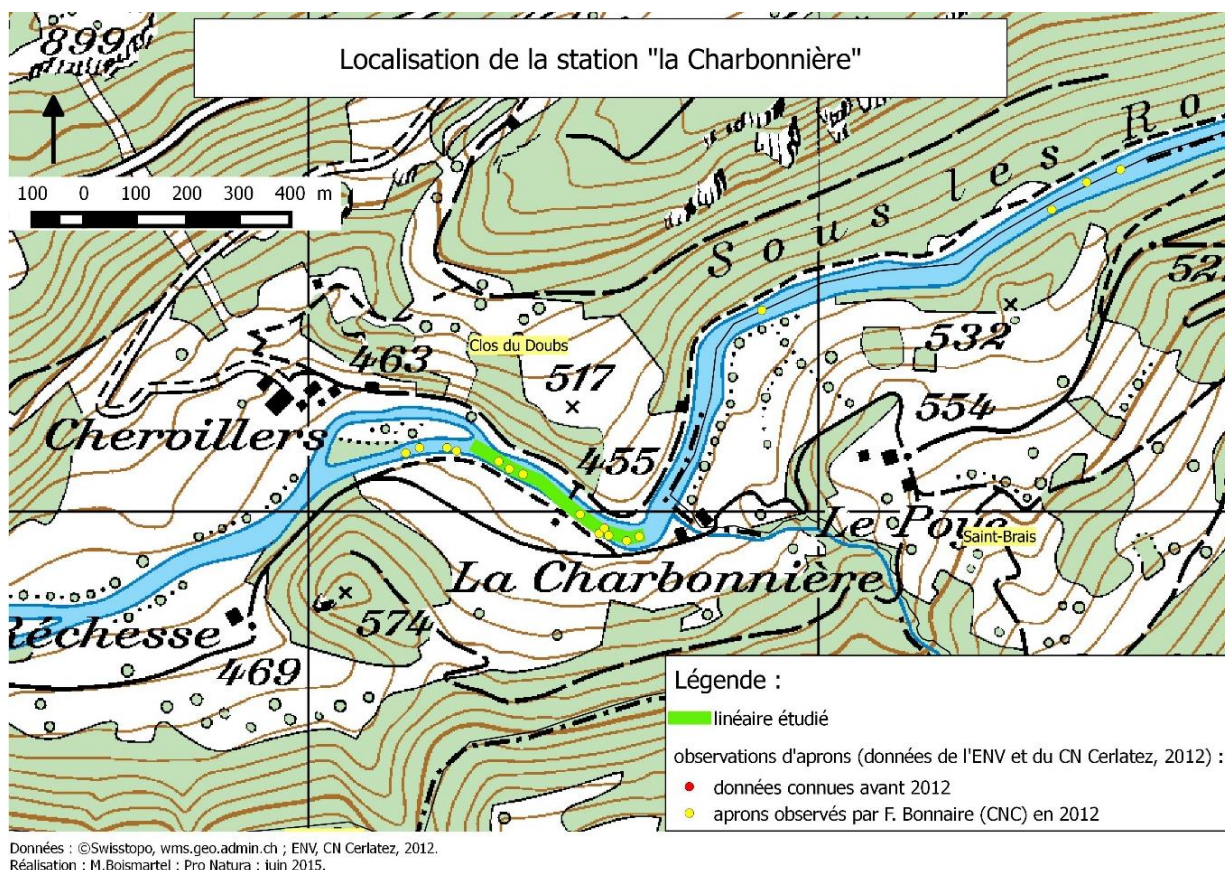 Localisation de la station "la Charbonnière"
899
100 0 100 200 300 400 m
Sous les Ro
52
Clos du Doubs
463
517
532
554
Chervillers
455
Le Poye
Saint-Brais
La Charbonnière
574
Réchesse
469
Légende :
linéaire étudié
observations d'aprons (données de l'ENV et du CN Cerlatez, 2012) :
données connues avant 2012
aprons observés par F. Bonnaire (CNC) en 2012
Données : ©Swisstopo, wms.geo.admin.ch ; ENV, CN Cerlatez, 2012.
Réalisation : M.Boismartel ; Pro Natura ; juin 2015.